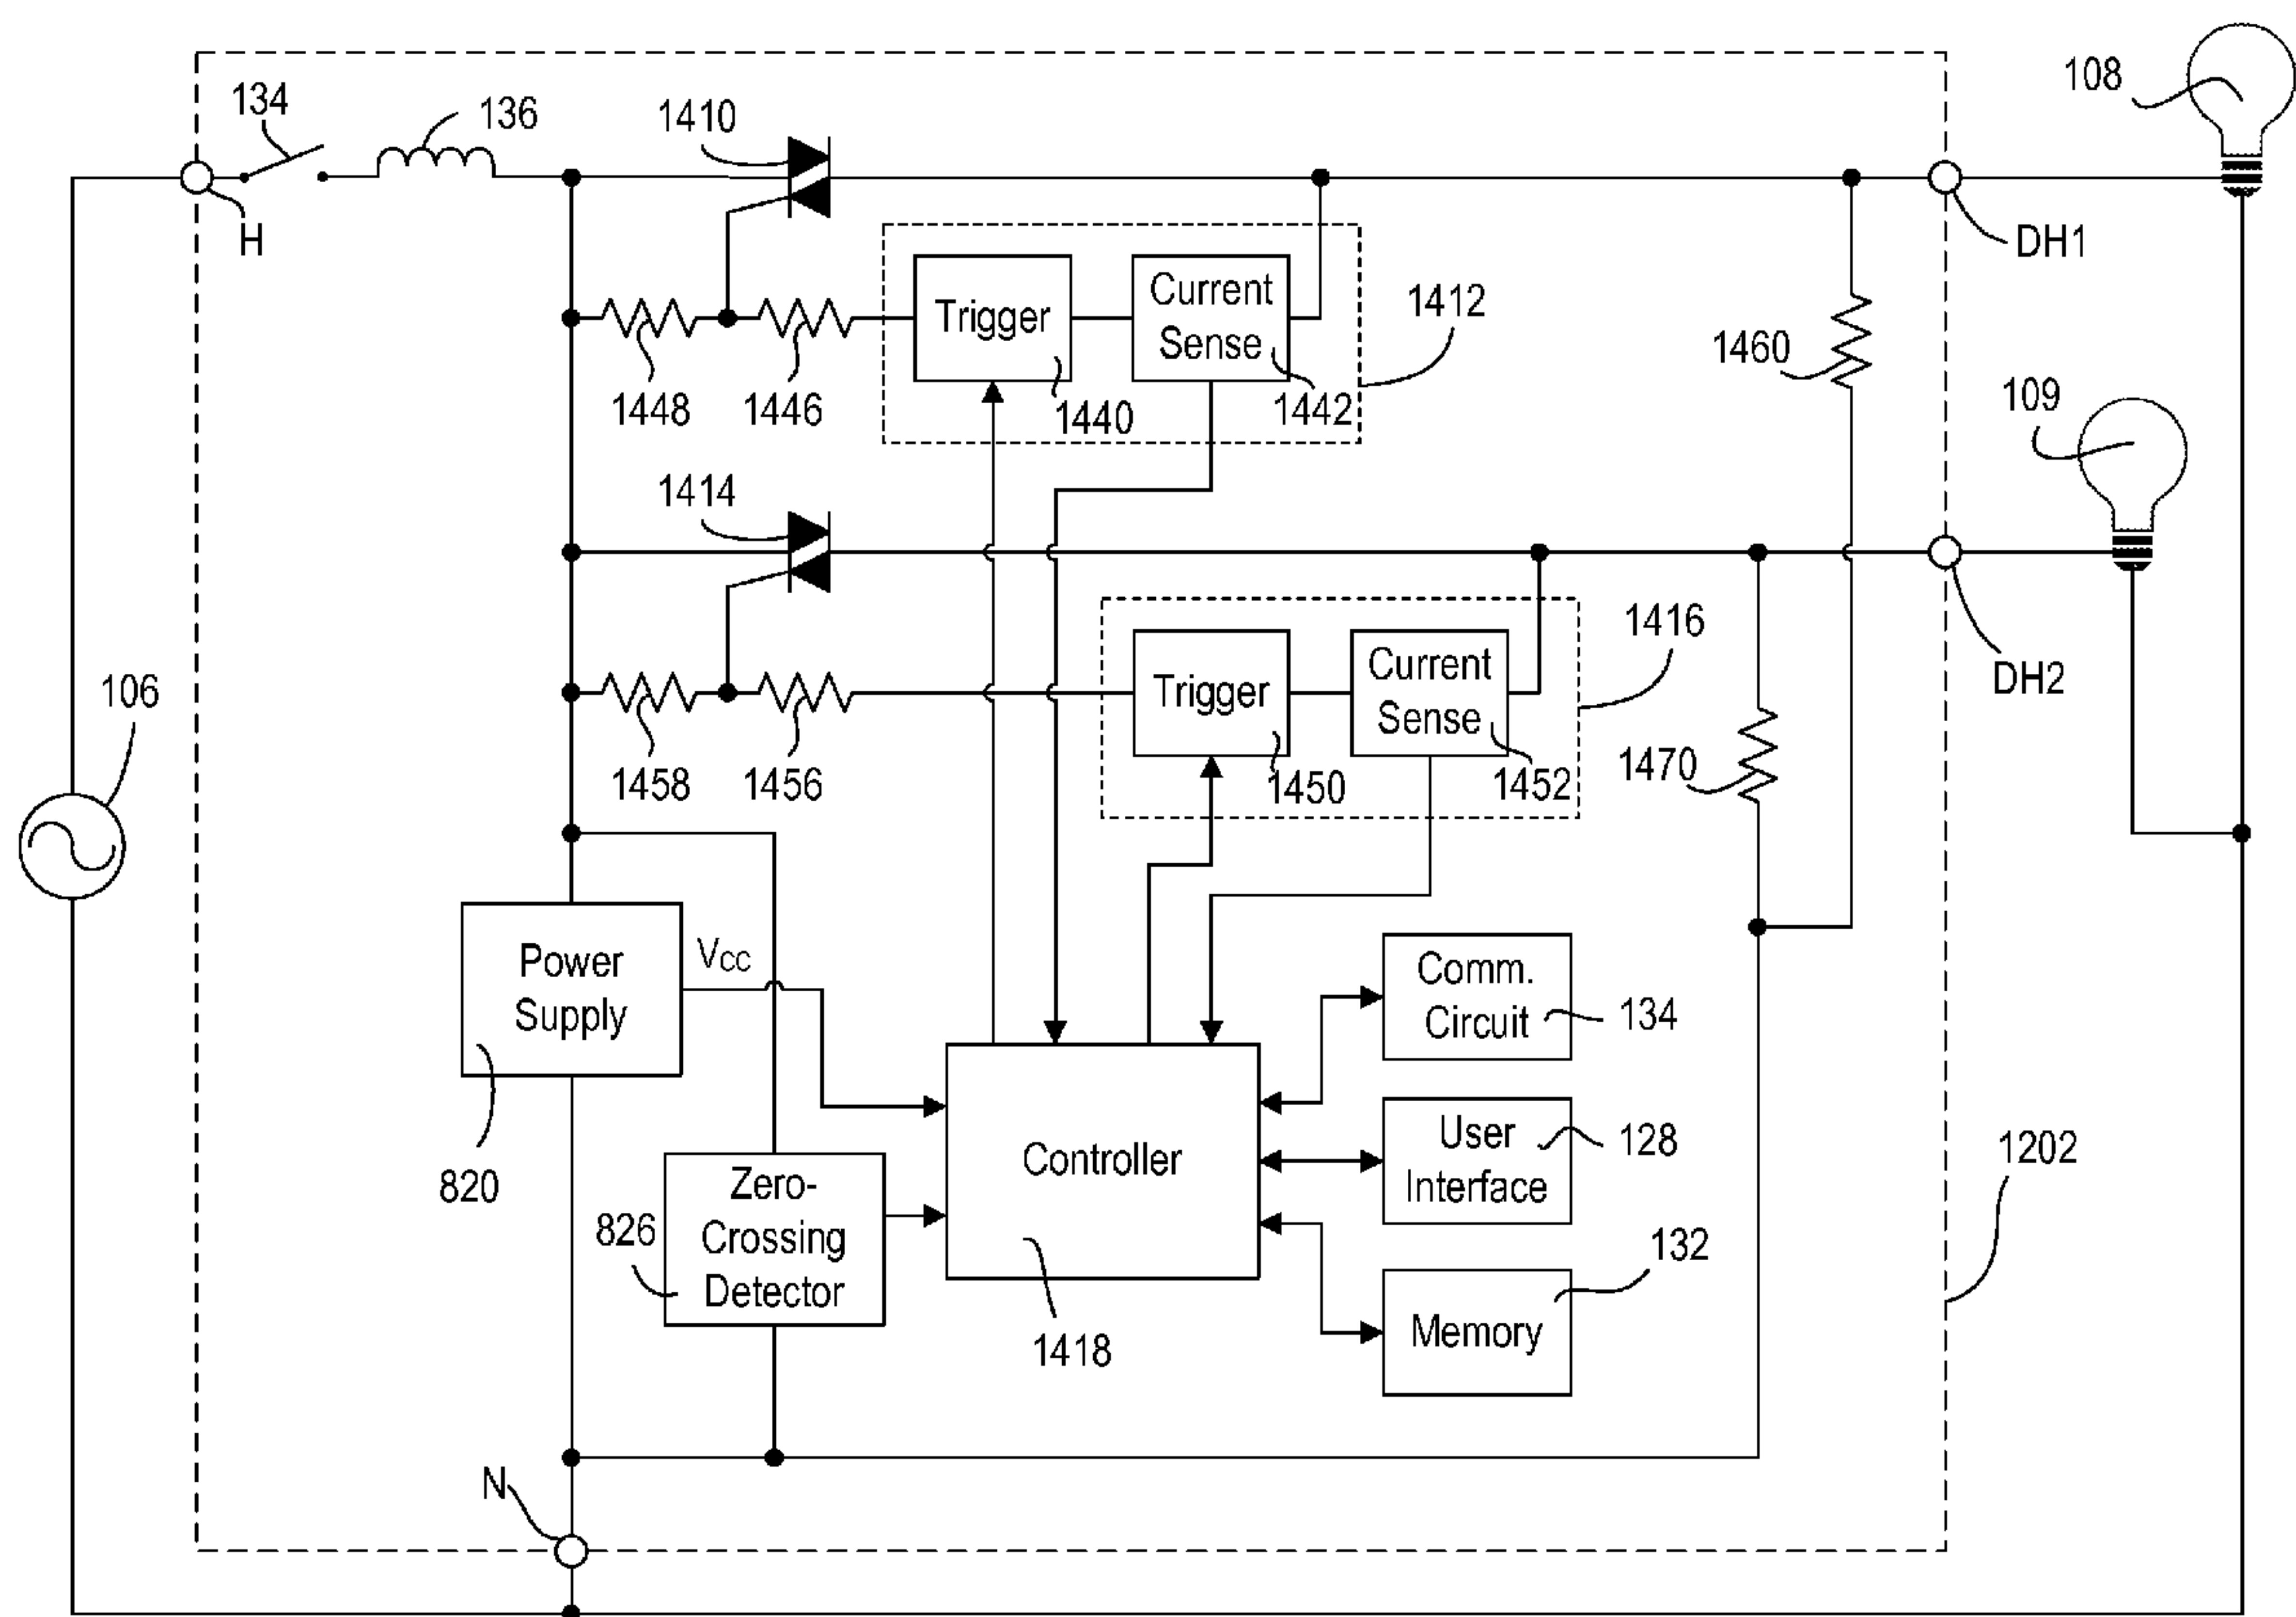 108
134
136
1410
H
DH1
Trigger
Current
Sense
1412
1460
1448
1446
1440
1442
109
1414
1416
DH2
106
Trigger
Current
Sense
1458
1456
1450
1452
1470
Power
Supply
VCC
Comm.
Circuit
134
820
Controller
User
Interface
128
1202
Zero-
Crossing
Detector
826
132
Memory
1418
N